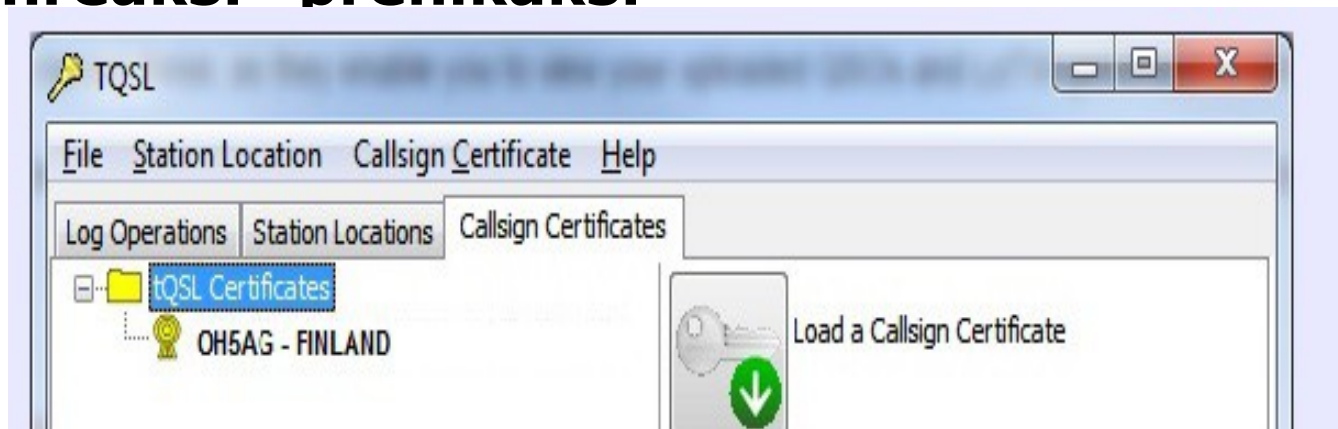 TQSL
File Station Location Callsign Certificate Help
Log Operations Station Locations Callsign Certificates
tQSL Certificates
OH5AG - FINLAND
Load a Callsign Certificate